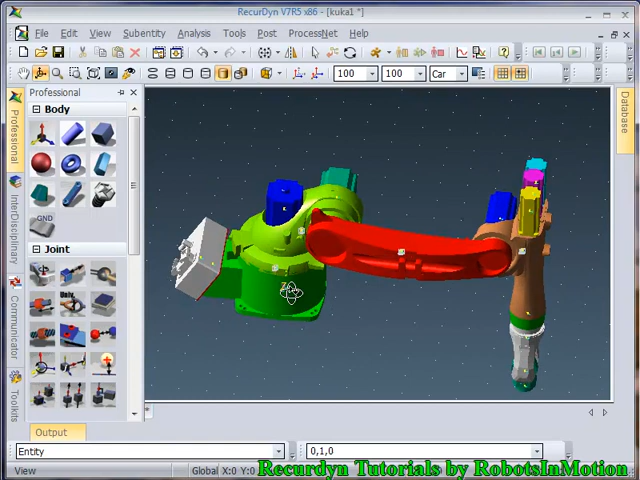 RecurDyn V7R5 x86 - [kuka1 *]
File Edit View Subentity Analysis Tools Post ProcessNet Help
100 100 Car
Professional
Body
GND
Joint
Professional
InterDisciplinary
Communicator
Toolkits
Database
Output
Entity 0,1,0
View Global X:0 Y:0
Recurdyn Tutorials by RobotsInMotion